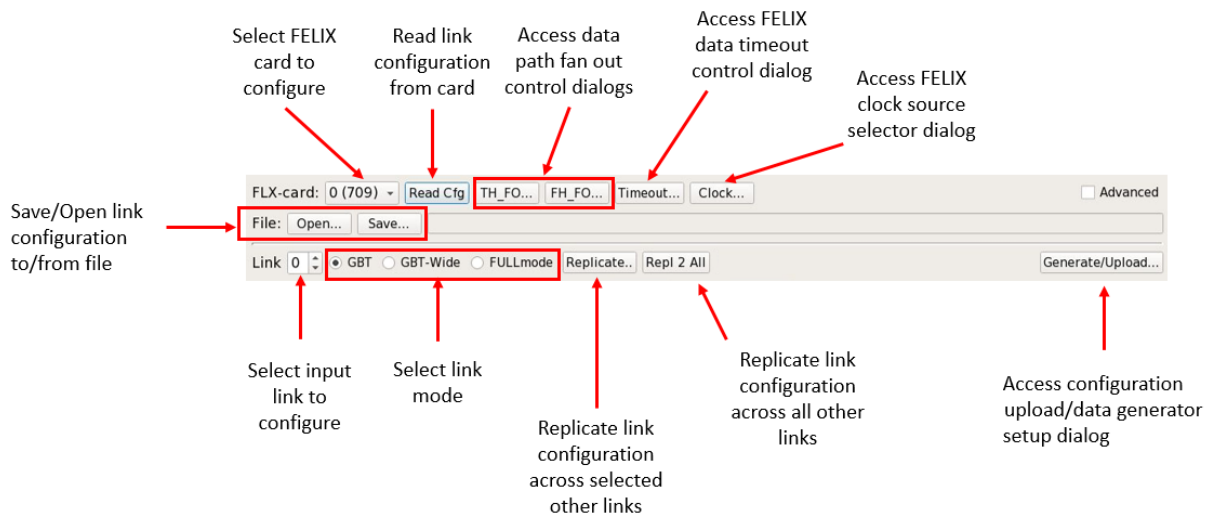 Select FELIX
card to
configure
Read link
configuration
from card
Access data
path fan out
control dialogs
Access FELIX
data timeout
control dialog
Access FELIX
clock source
selector dialog
FLX-card: 0 (709) Read Cfg TH_FO... FH_FO... Timeout... Clock... Advanced
Save/Open link
configuration
to/from file
File: Open... Save...
Link 0 GBT GBT-Wide FULLmode Replicate.. Repl 2 All Generate/Upload...
Select input
link to
configure
Select link
mode
Replicate link
configuration
across selected
other links
Replicate link
configuration
across all other
links
Access configuration
upload/data generator
setup dialog